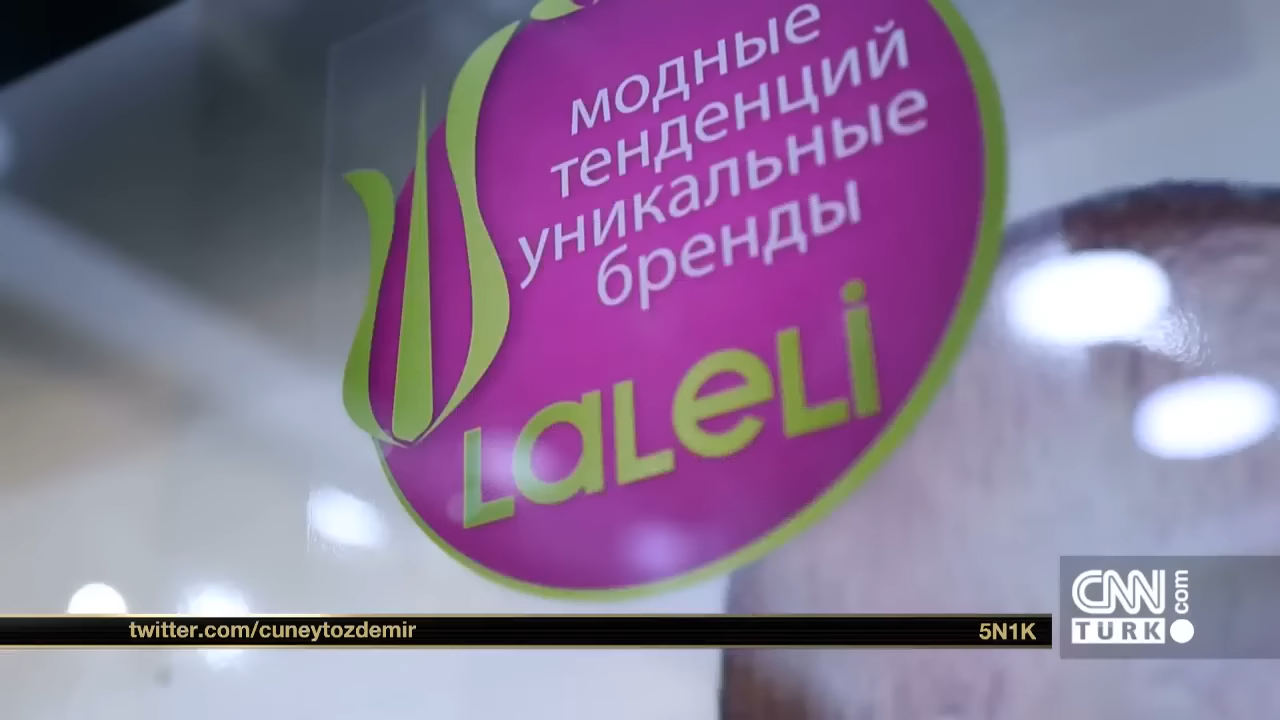 модные
тенденций
уникальные
бренды
LaLeLi
twitter.com/cuneytozdemir
5N1K
CNN
TURK
.com